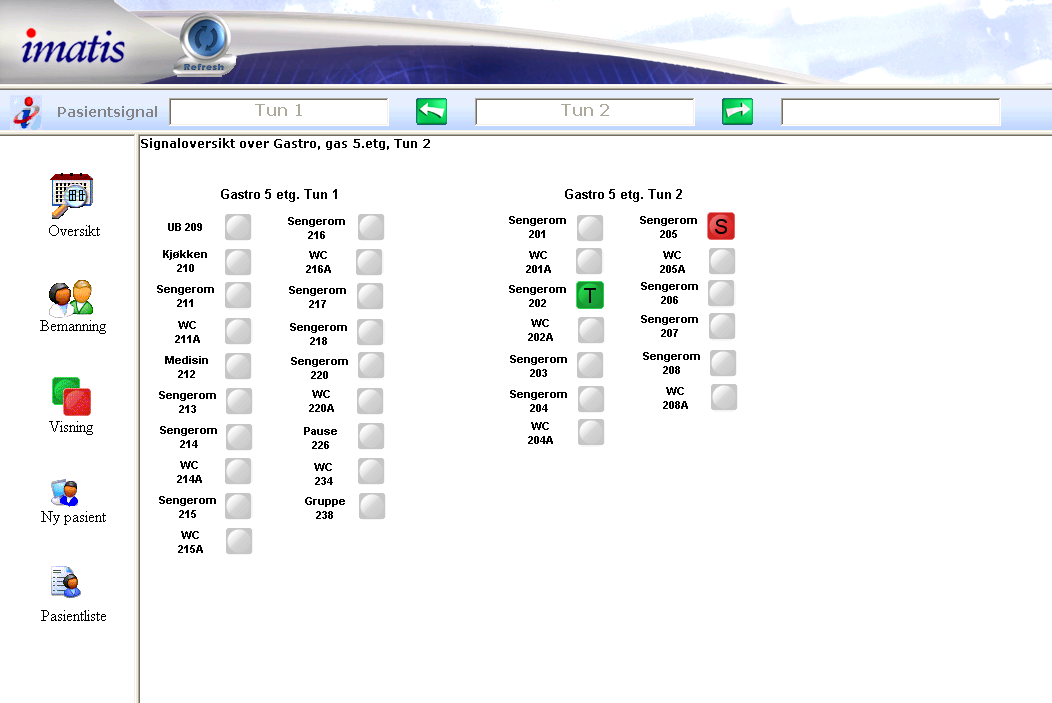 imatis
Refresh
Pasientsignal
Tun 1
Tun 2
Signaloversikt over Gastro, gas 5.etg, Tun 2
Oversikt
Bemanning
Visning
Ny pasient
Pasientliste
Gastro 5 etg. Tun 1
UB 209
Kjøkken
210
Sengerom
211
WC
211A
Medisin
212
Sengerom
213
Sengerom
214
WC
214A
Sengerom
215
WC
215A
Sengerom
216
WC
216A
Sengerom
217
Sengerom
218
Sengerom
220
WC
220A
Pause
226
WC
234
Gruppe
238
Gastro 5 etg. Tun 2
Sengerom
201
WC
201A
Sengerom
202
T
WC
202A
Sengerom
203
Sengerom
204
WC
204A
Sengerom
205
S
WC
205A
Sengerom
206
Sengerom
207
Sengerom
208
WC
208A